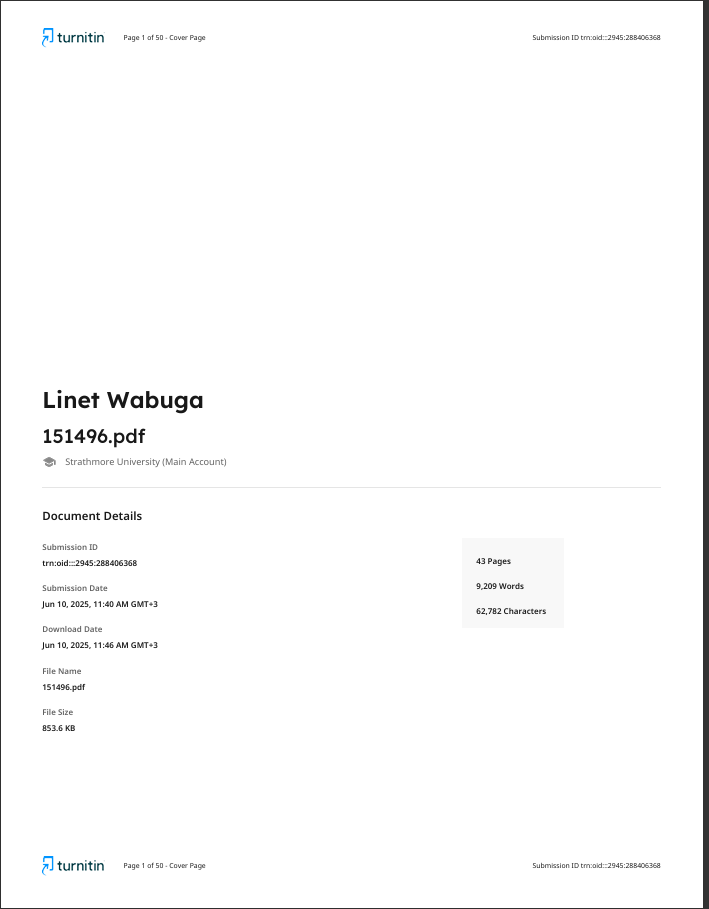 turnitin Page 1 of 50 - Cover Page Submission ID trn:oid:::2945:288406368
Linet Wabuga
151496.pdf
Strathmore University (Main Account)
Document Details
Submission ID
trn:oid:::2945:288406368
Submission Date
Jun 10, 2025, 11:40 AM GMT+3
Download Date
Jun 10, 2025, 11:46 AM GMT+3
File Name
151496.pdf
File Size
853.6 KB
43 Pages
9,209 Words
62,782 Characters
turnitin Page 1 of 50 - Cover Page Submission ID trn:oid:::2945:288406368